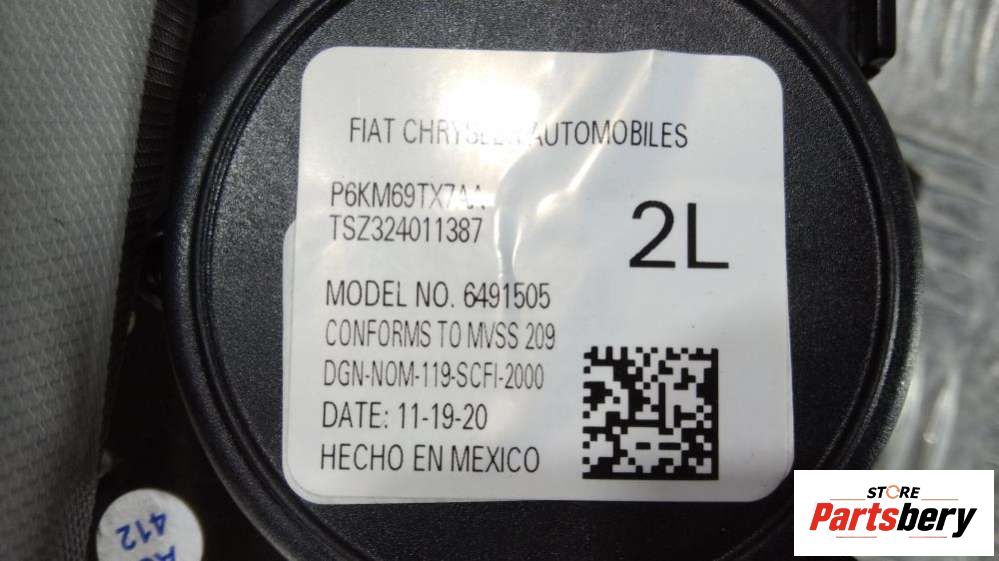 FIAT CHRYSLER AUTOMOBILES
P6KM69TX7AA
TSZ324011387
2L
MODEL NO. 6491505
CONFORMS TO MVSS 209
DGN-NOM-119-SCFI-2000
DATE: 11-19-20
HECHO EN MEXICO
412
STORE
Partsbery